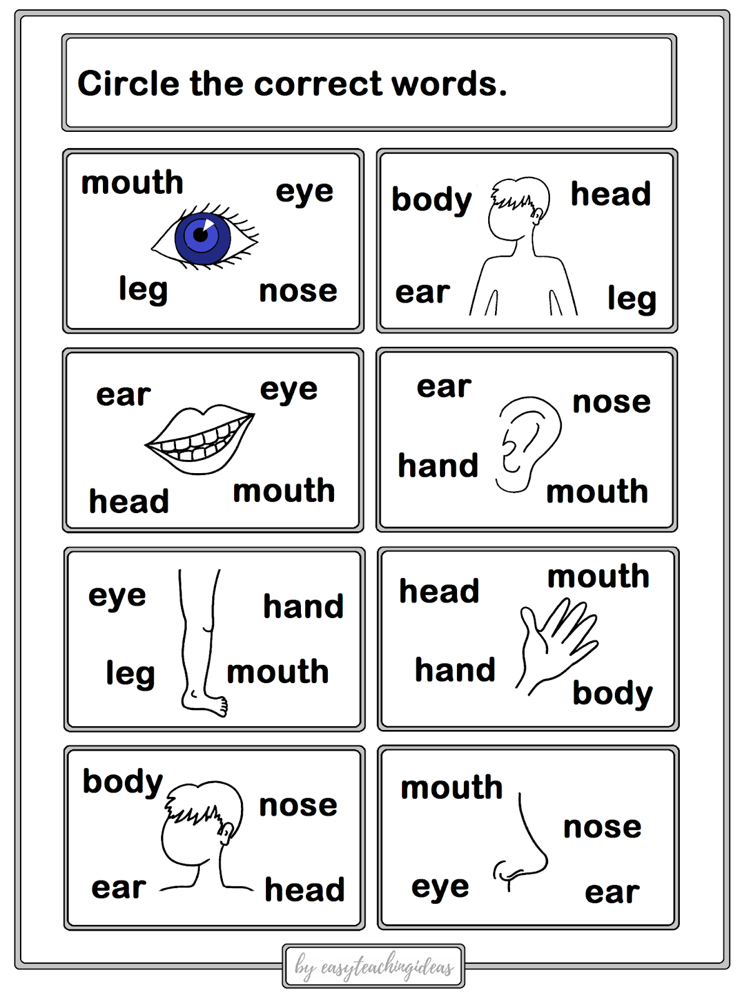 Circle the correct words.
mouth
eye
leg
nose
body
head
ear
leg
ear
eye
head
mouth
ear
nose
hand
mouth
eye
hand
leg
mouth
head
mouth
hand
body
body
nose
ear
head
mouth
nose
eye
ear
by easyteachingideas